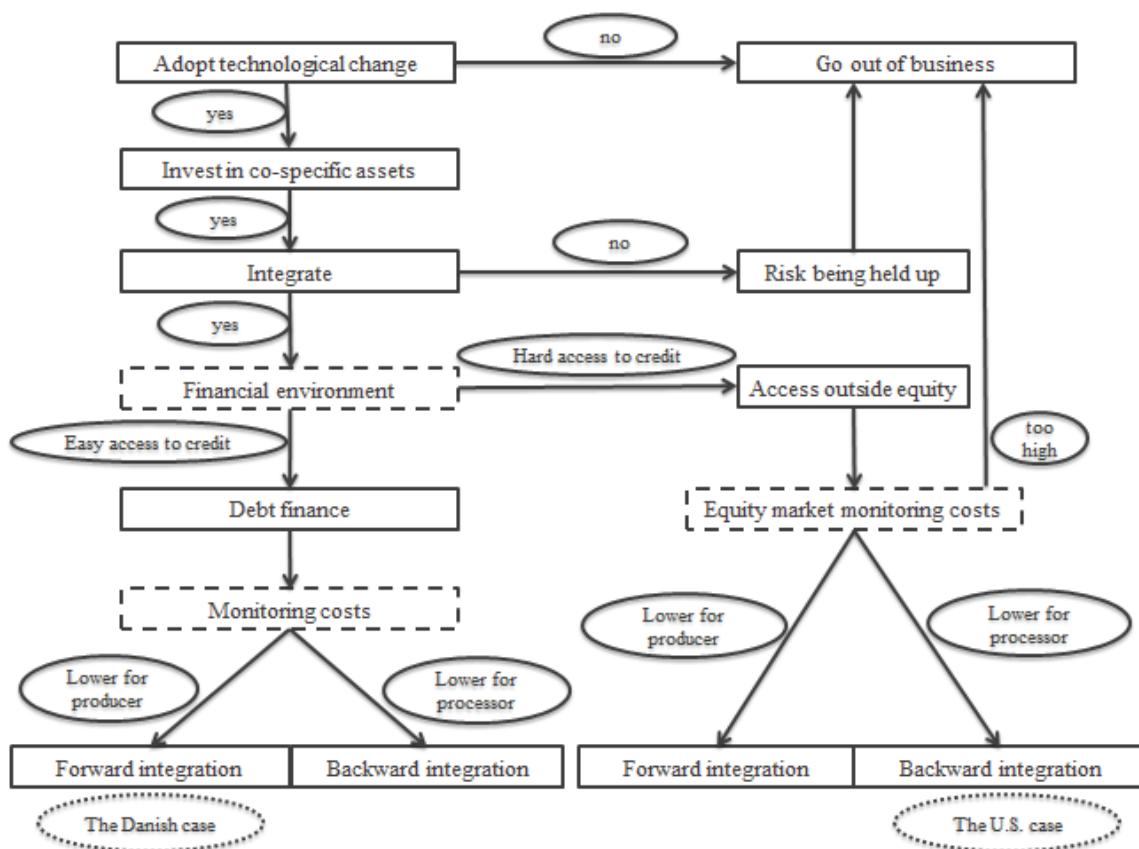 no
Adopt technological change
Go out of business
yes
Invest in co-specific assets
yes
no
Integrate
Risk being held up
yes
Hard access to credit
Financial environment
Access outside equity
Easy access to credit
too
high
Debt finance
Equity market monitoring costs
Monitoring costs
Lower for
producer
Lower for
processor
Lower for
producer
Lower for
processor
Forward integration
Backward integration
Forward integration
Backward integration
The Danish case
The U.S. case